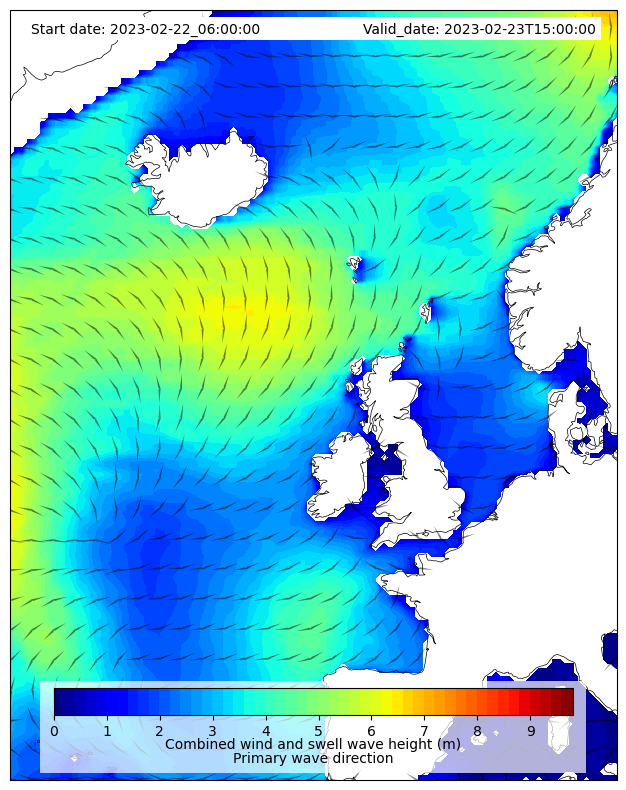 Start date: 2023-02-22_06:00:00 Valid_date: 2023-02-23T15:00:00
0 1 2 3 4 5 6 7 8 9
Combined wind and swell wave height (m)
Primary wave direction